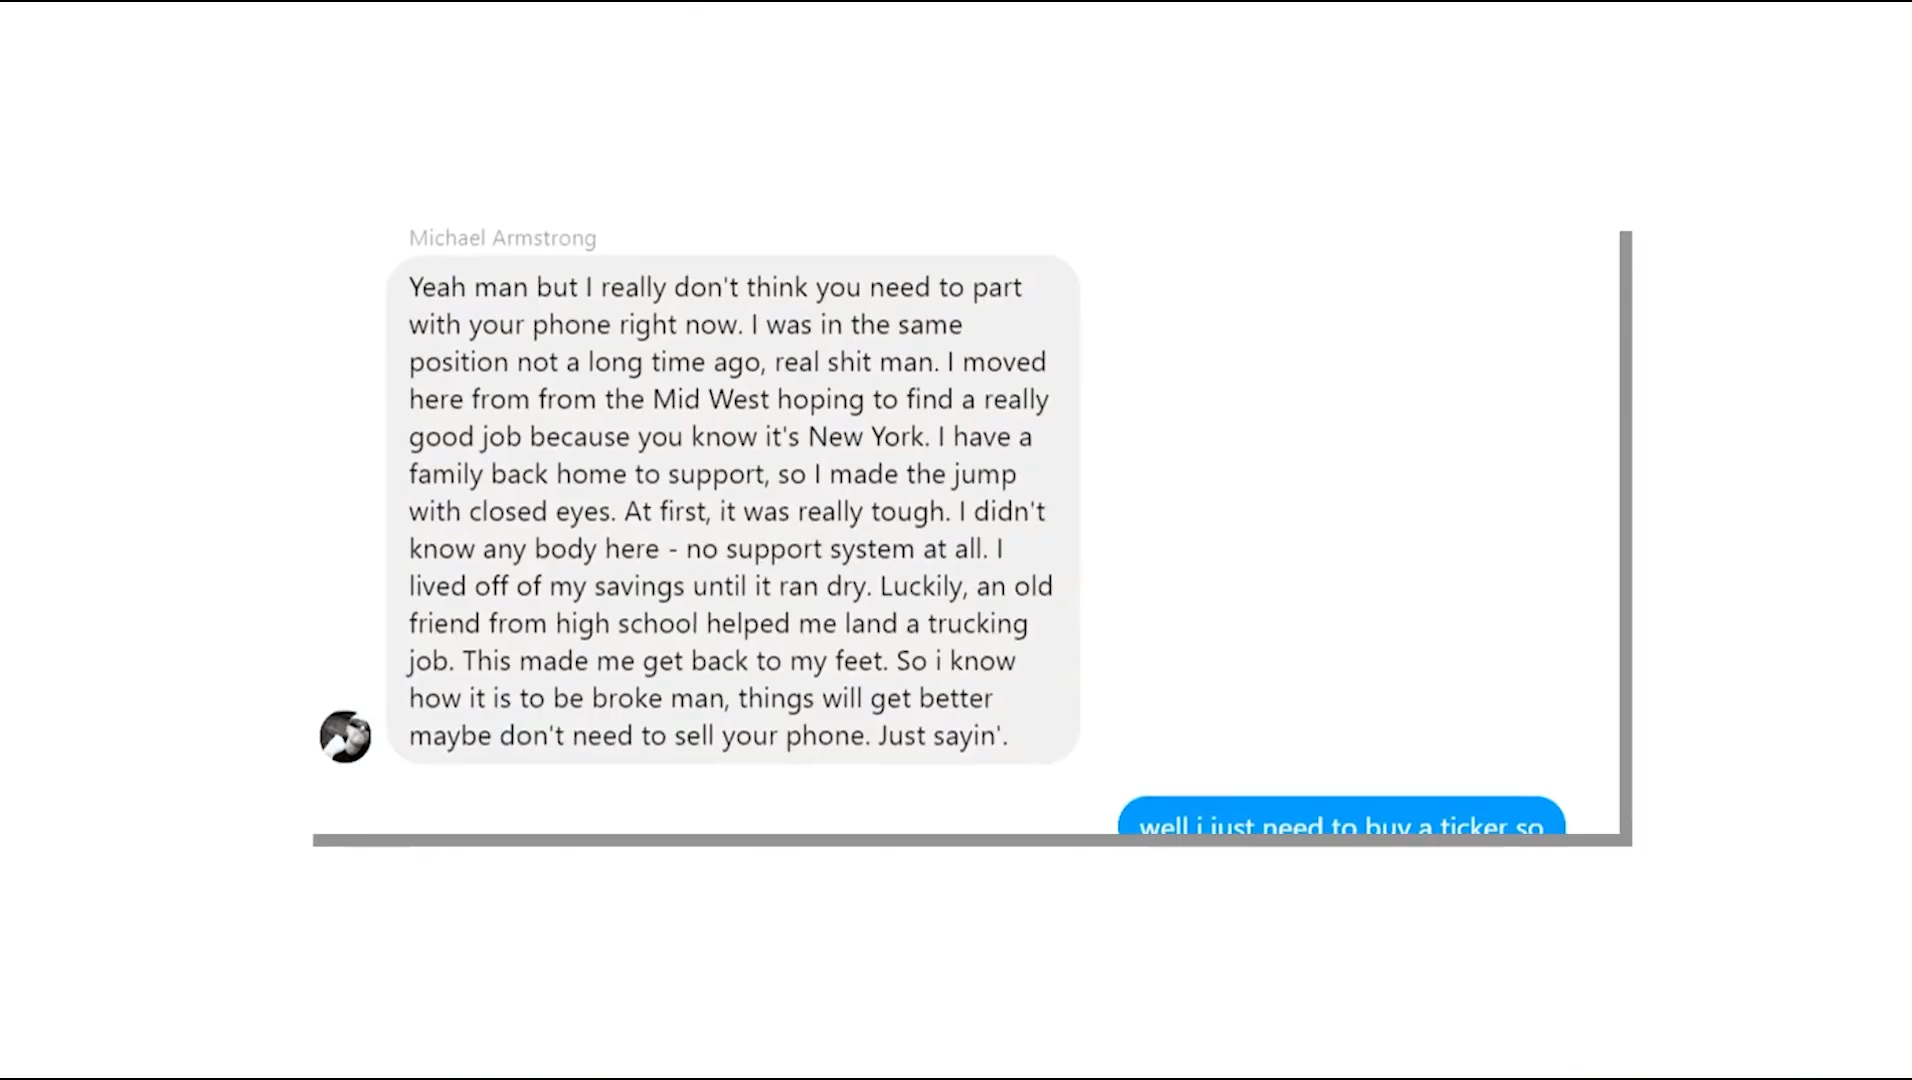 Michael Armstrong
Yeah man but I really don't think you need to part
with your phone right now. I was in the same
position not a long time ago, real shit man. I moved
here from from the Mid West hoping to find a really
good job because you know it's New York. I have a
family back home to support, so I made the jump
with closed eyes. At first, it was really tough. I didn't
know any body here - no support system at all. I
lived off of my savings until it ran dry. Luckily, an old
friend from high school helped me land a trucking
job. This made me get back to my feet. So i know
how it is to be broke man, things will get better
maybe don't need to sell your phone. Just sayin'.
well i just need to buy a ticker so